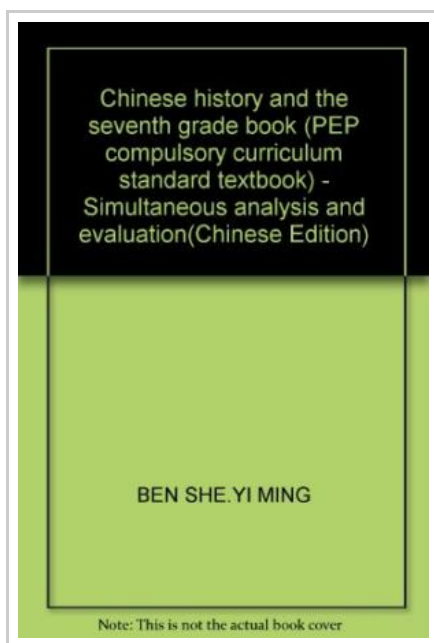 Chinese history and the
seventh grade book (PEP
compulsory curriculum
standard textbook) -
Simultaneous analysis and
evaluation(Chinese Edition)
BEN SHE.YI MING
Note: This is not the actual book cover